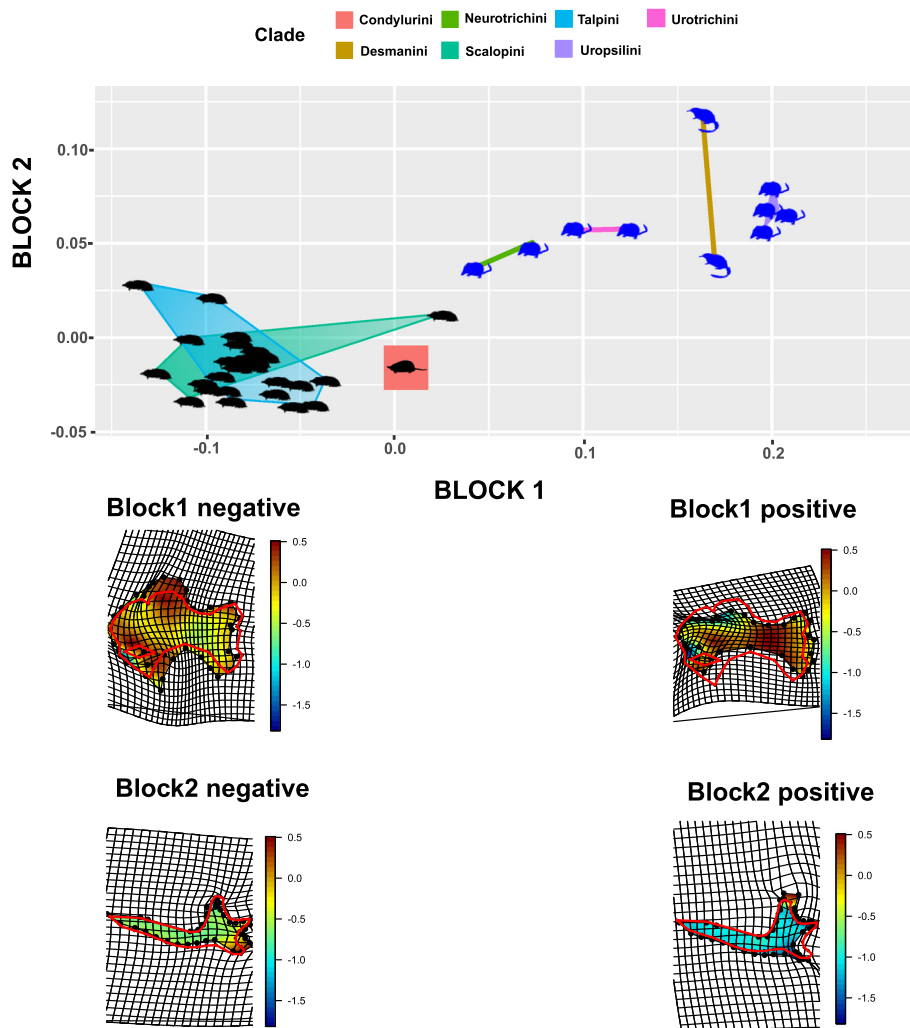 Clade
Condylurini Neurotrichini Talpini Urotrichini
Desmanini Scalopini Uropsilini
BLOCK 2
0.10
0.05
0.00
-0.05
-0.1 0.0 0.1 0.2
BLOCK 1
Block1 negative
0.5
0.0
-0.5
-1.0
-1.5
Block1 positive
0.5
0.0
-0.5
-1.0
-1.5
Block2 negative
0.5
0.0
-0.5
-1.0
-1.5
Block2 positive
0.5
0.0
-0.5
-1.0
-1.5